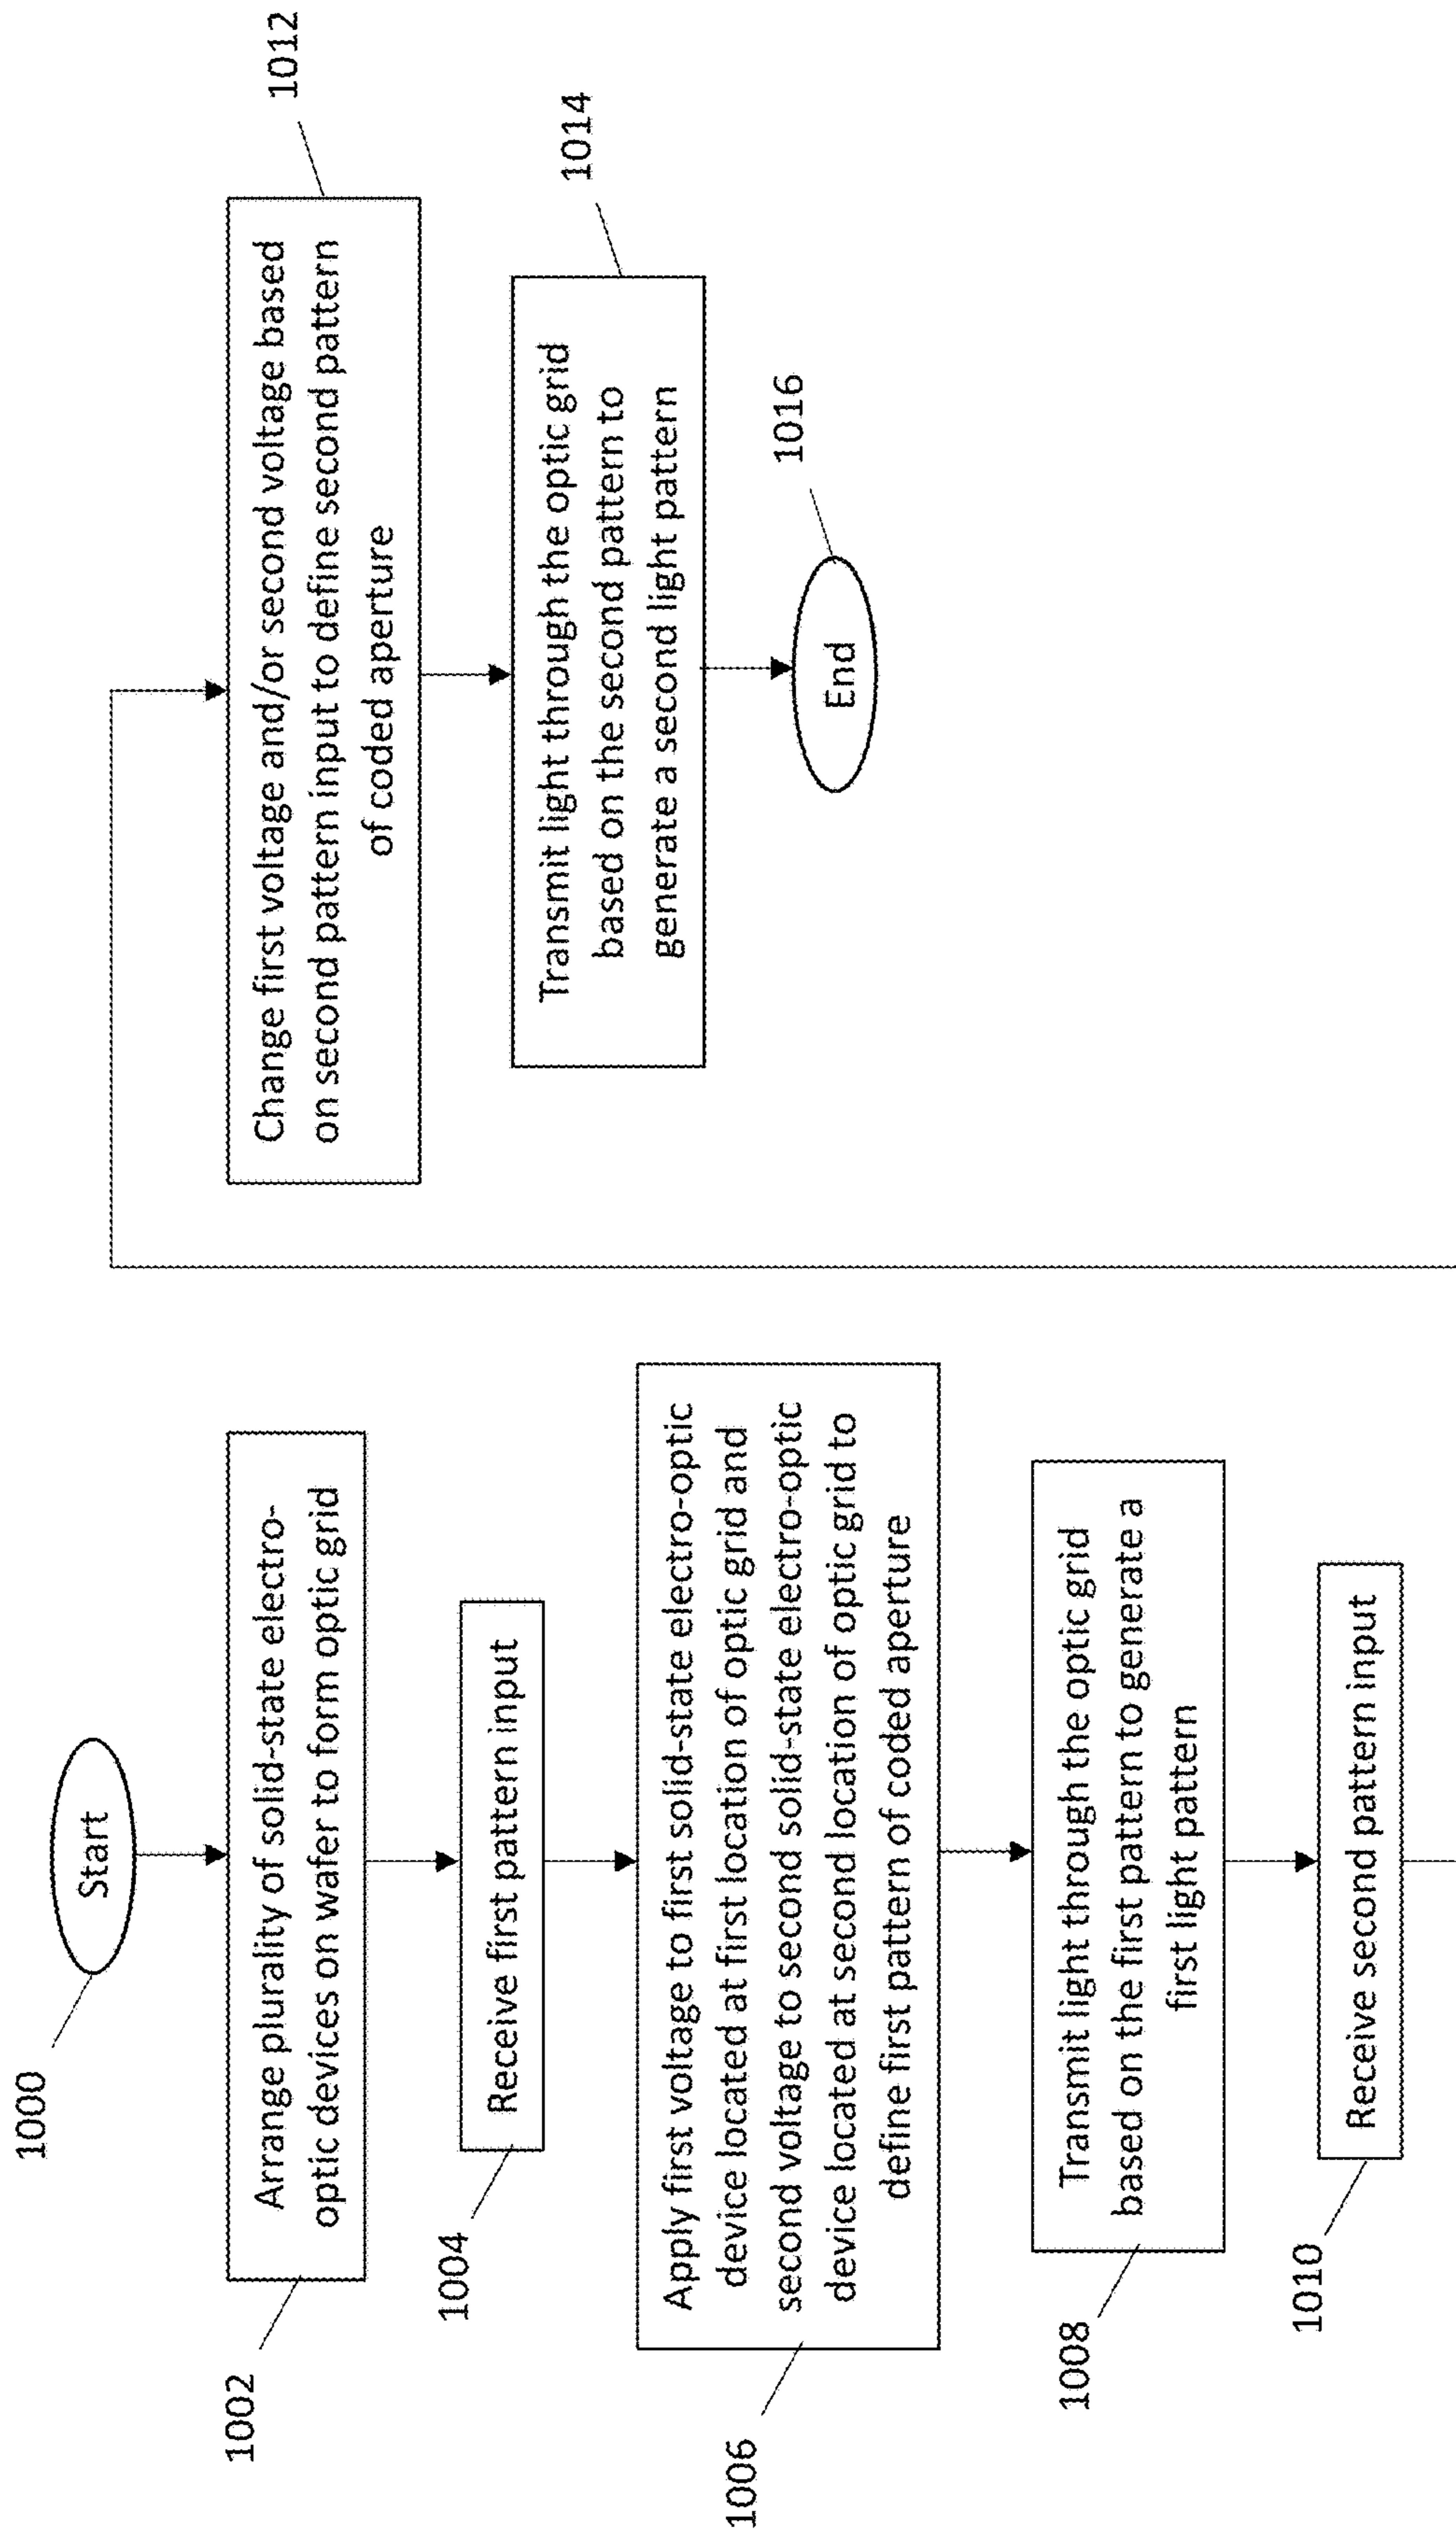 1000
Start
1002
Arrange plurality of solid-state electro-
optic devices on wafer to form optic grid
1004
Receive first pattern input
1006
Apply first voltage to first solid-state electro-optic
device located at first location of optic grid and
second voltage to second solid-state electro-optic
device located at second location of optic grid to
define first pattern of coded aperture
1008
Transmit light through the optic grid
based on the first pattern to generate a
first light pattern
1010
Receive second pattern input
1012
Change first voltage and/or second voltage based
on second pattern input to define second pattern
of coded aperture
1014
Transmit light through the optic grid
based on the second pattern to
generate a second light pattern
1016
End